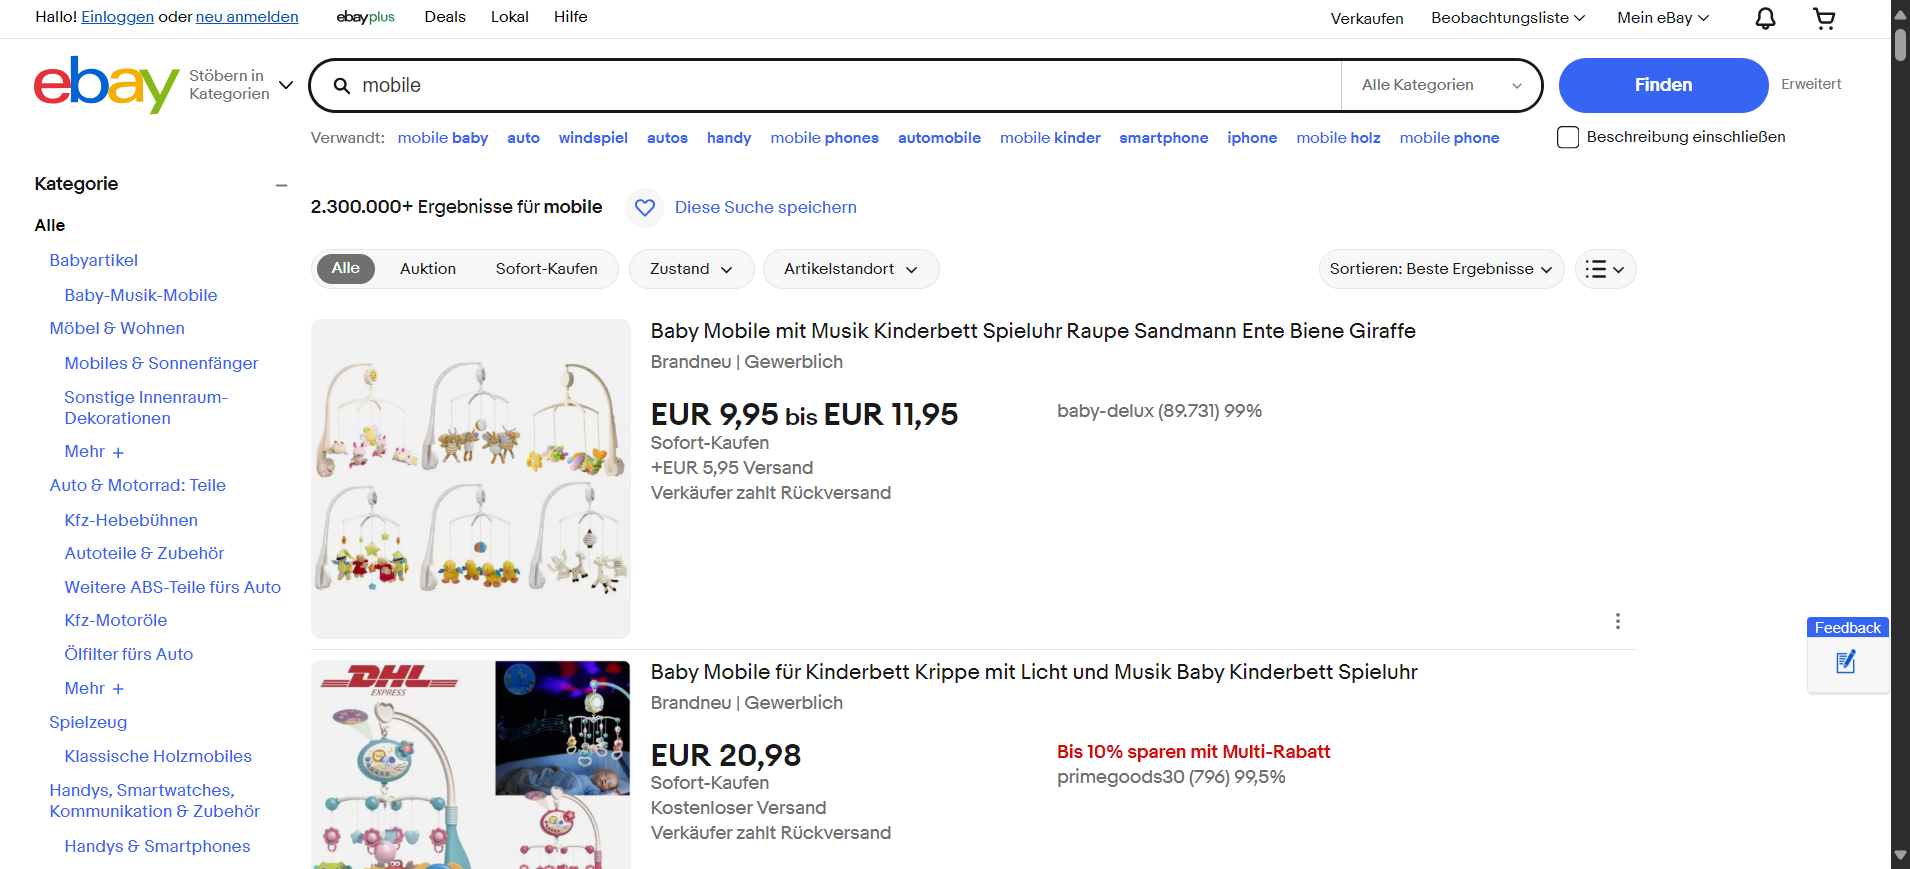 Hallo! Einloggen oder neu anmelden
ebayplus
Deals
Lokal
Hilfe
Verkaufen
Beobachtungsliste
Mein eBay
ebay
Stöbern in
Kategorien
mobile
Alle Kategorien
Finden
Erweitert
Verwandt: mobile baby auto windspiel autos handy mobile phones automobile mobile kinder smartphone iphone mobile holz mobile phone
Beschreibung einschließen
Kategorie
Alle
Babyartikel
Baby-Musik-Mobile
Möbel & Wohnen
Mobiles & Sonnenfänger
Sonstige Innenraum-
Dekorationen
Mehr +
Auto & Motorrad: Teile
Kfz-Hebebühnen
Autoteile & Zubehör
Weitere ABS-Teile fürs Auto
Kfz-Motoröle
Ölfilter fürs Auto
Mehr +
Spielzeug
Klassische Holzmobiles
Handys, Smartwatches,
Kommunikation & Zubehör
Handys & Smartphones
2.300.000+ Ergebnisse für mobile
Diese Suche speichern
Alle
Auktion
Sofort-Kaufen
Zustand
Artikelstandort
Sortieren: Beste Ergebnisse
Baby Mobile mit Musik Kinderbett Spieluhr Raupe Sandmann Ente Biene Giraffe
Brandneu | Gewerblich
EUR 9,95 bis EUR 11,95
Sofort-Kaufen
+EUR 5,95 Versand
Verkäufer zahlt Rückversand
baby-delux (89.731) 99%
DHL
EXPRESS
Baby Mobile für Kinderbett Krippe mit Licht und Musik Baby Kinderbett Spieluhr
Brandneu | Gewerblich
EUR 20,98
Sofort-Kaufen
Kostenloser Versand
Verkäufer zahlt Rückversand
Bis 10% sparen mit Multi-Rabatt
primegoods30 (796) 99,5%
Feedback